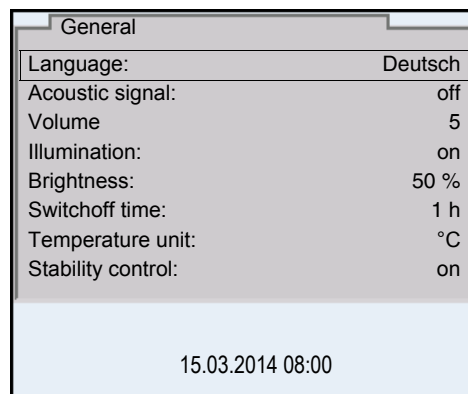 General
Language: Deutsch
Acoustic signal: off
Volume 5
Illumination: on
Brightness: 50 %
Switchoff time: 1 h
Temperature unit: °C
Stability control: on
15.03.2014 08:00